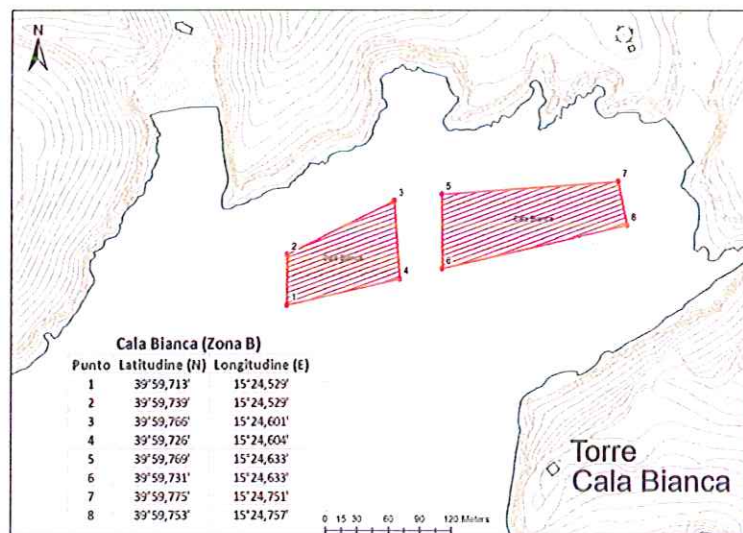 N
7
3
5
Cala Bianca
8
2
Cala Bianca
6
4
1
Cala Bianca (Zona B)
Punto Latitudine (N) Longitudine (E)
1 39°59,713' 15°24,529'
2 39°59,739' 15°24,529'
3 39°59,766' 15°24,601'
4 39°59,726' 15°24,604'
5 39°59,769' 15°24,633'
6 39°59,731' 15°24,633'
7 39°59,775' 15°24,751'
8 39°59,753' 15°24,757'
Torre
Cala Bianca
0 15 30 60 90 120 Meters